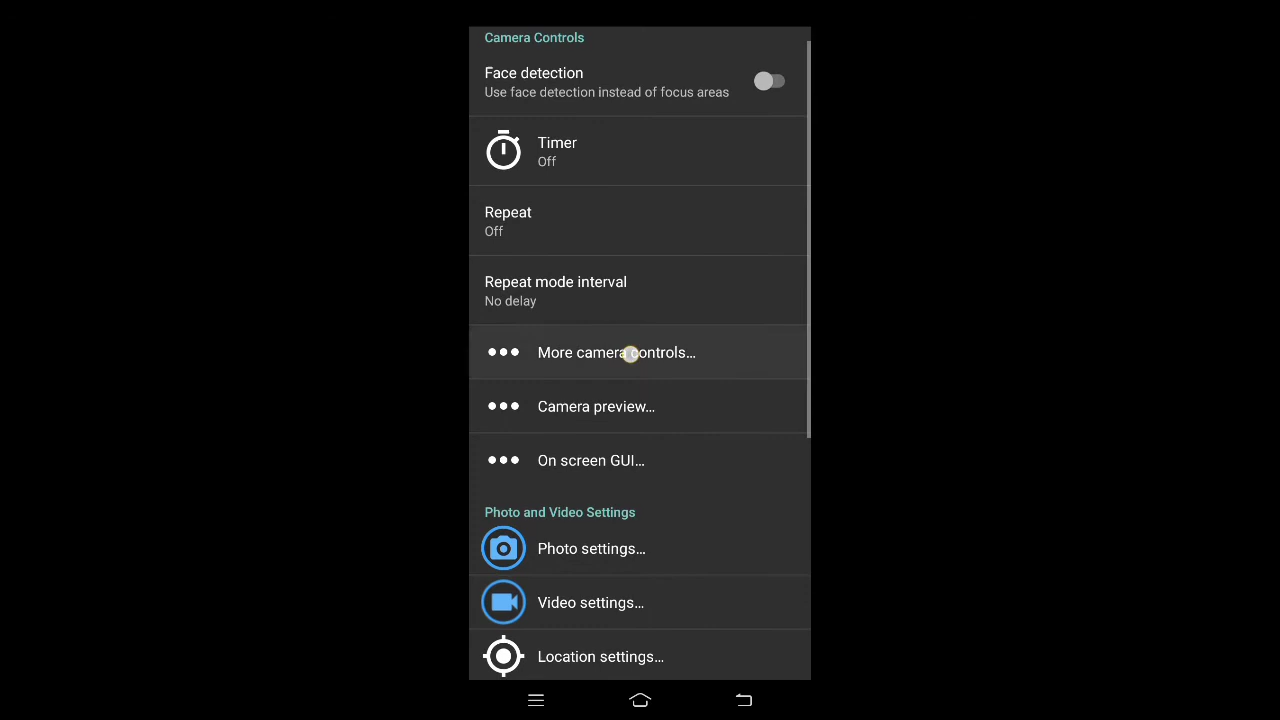 Camera Controls
Face detection
Use face detection instead of focus areas
Timer
Off
Repeat
Off
Repeat mode interval
No delay
More camera controls...
Camera preview...
On screen GUI...
Photo and Video Settings
Photo settings...
Video settings...
Location settings...